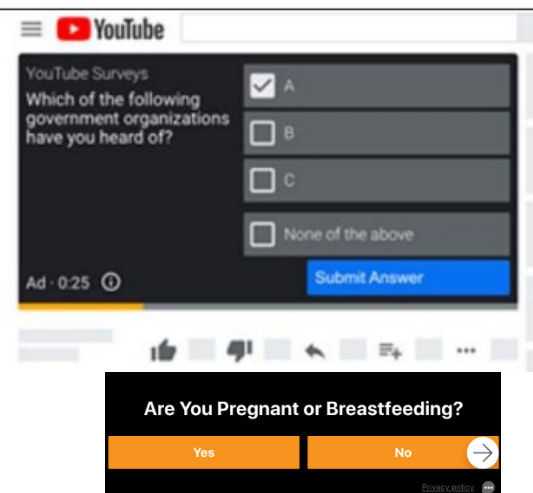 YouTube
YouTube Surveys
Which of the following
government organizations
have you heard of?
A
B
C
None of the above
Ad · 0:25
Submit Answer
Are You Pregnant or Breastfeeding?
Yes
No
Privacy policy